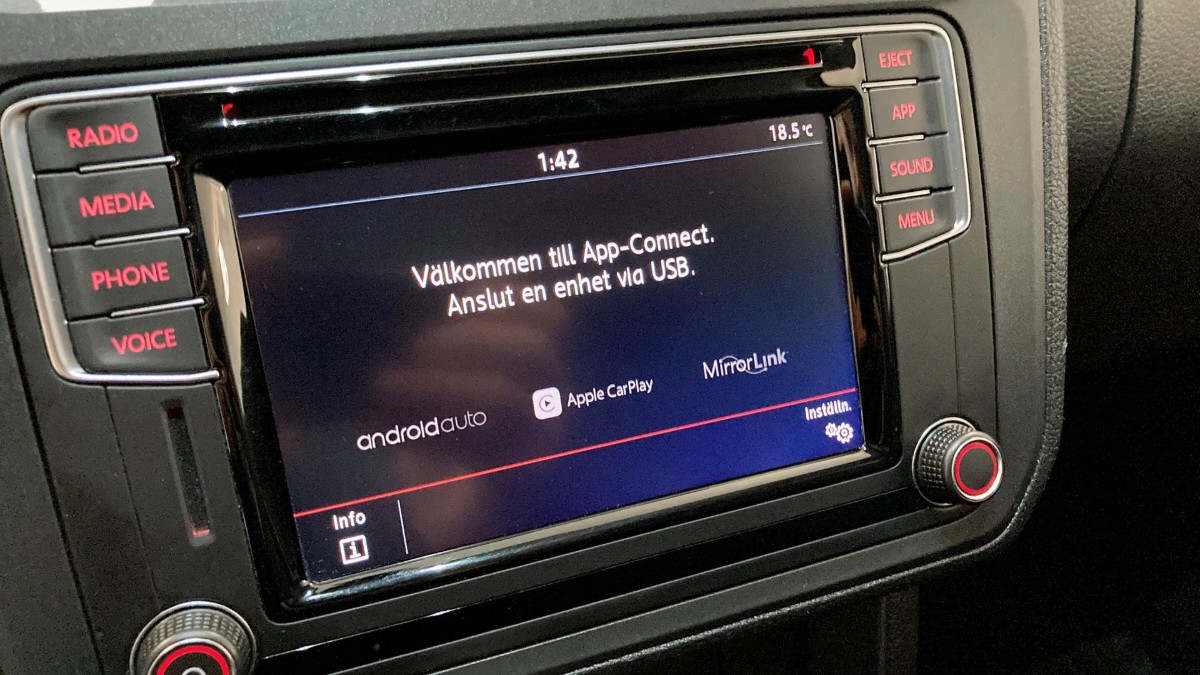 RADIO
MEDIA
PHONE
VOICE
EJECT
APP
SOUND
MENU
1:42
18.5°C
Välkommen till App-Connect.
Anslut en enhet via USB.
androidauto
Apple CarPlay
MirrorLink
Inställn.
Info
i